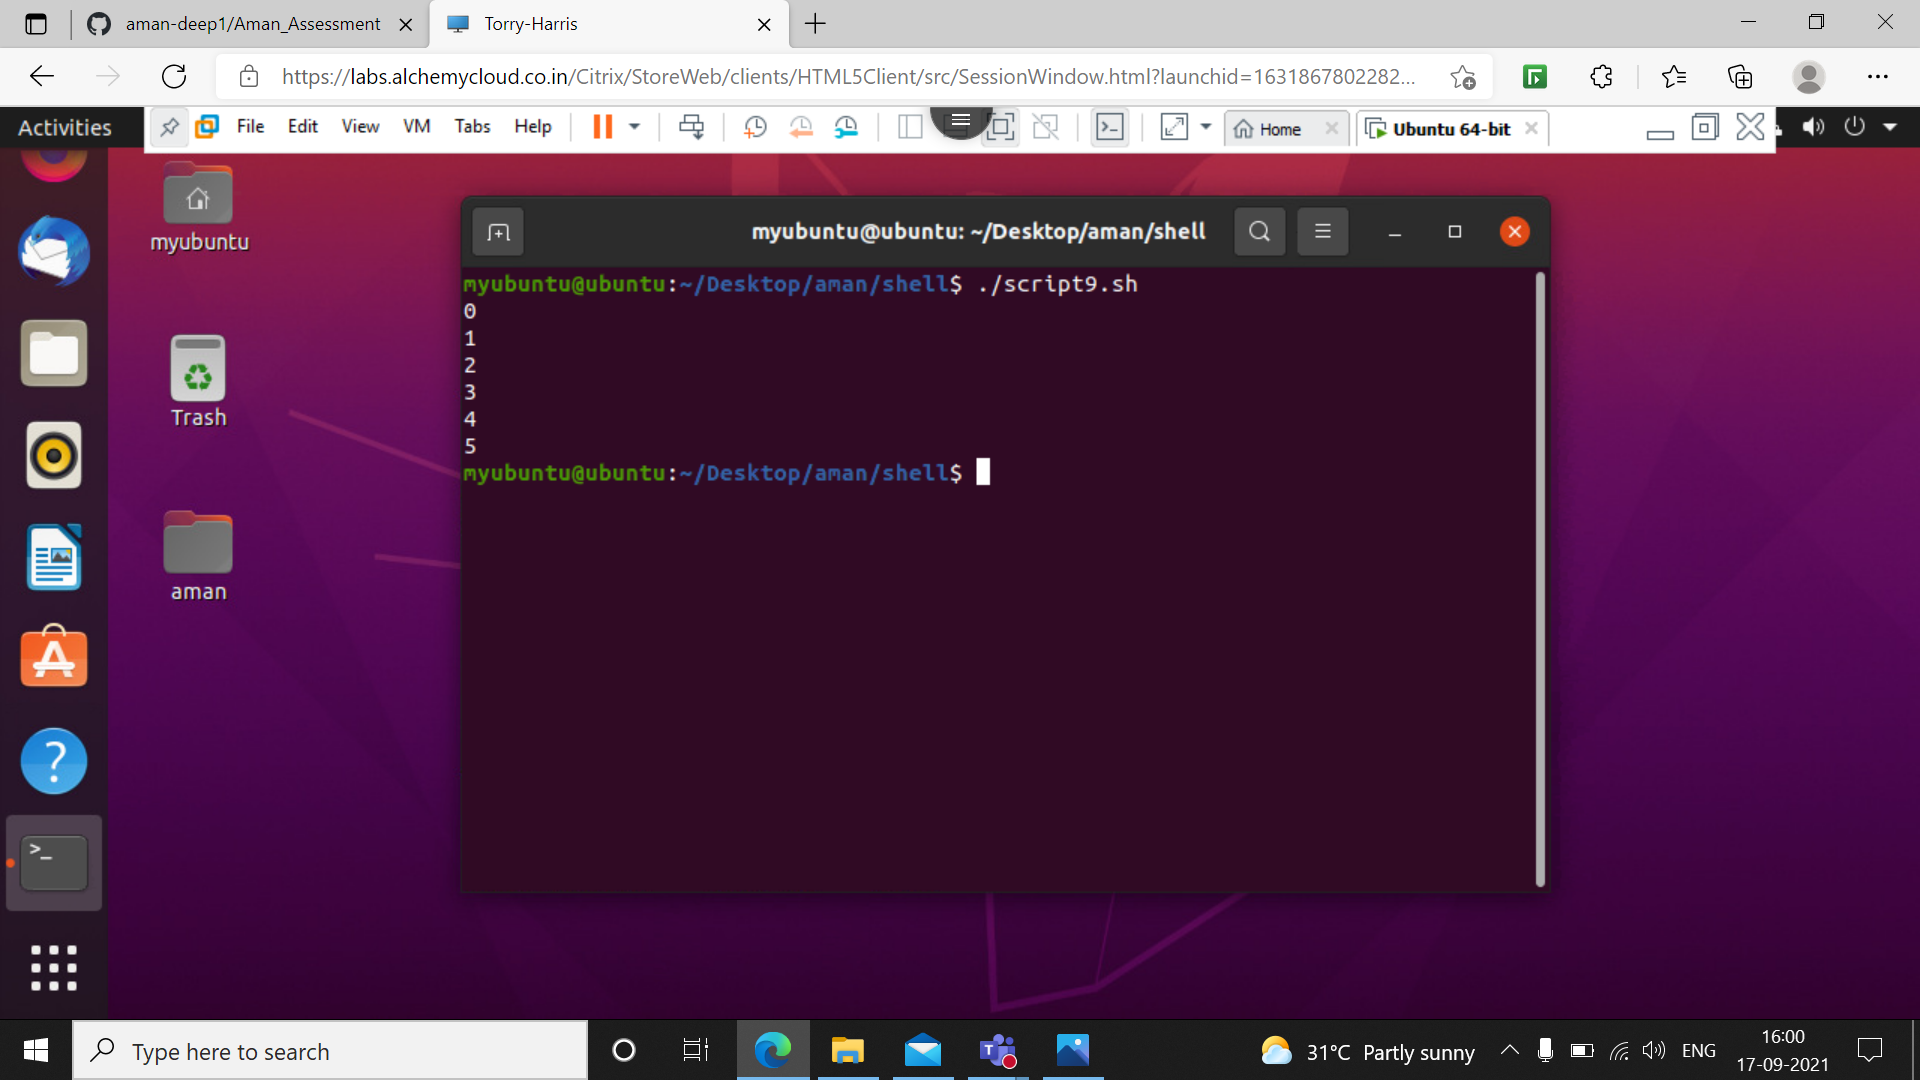 aman-deep1/Aman_Assessment
Torry-Harris
https://labs.alchemycloud.co.in/Citrix/StoreWeb/clients/HTML5Client/src/SessionWindow.html?launchid=1631867802282...
Activities
File Edit View VM Tabs Help
Home
Ubuntu 64-bit
myubuntu
Trash
aman
myubuntu@ubuntu: ~/Desktop/aman/shell
myubuntu@ubuntu:~/Desktop/aman/shell$ ./script9.sh
0
1
2
3
4
5
myubuntu@ubuntu:~/Desktop/aman/shell$
Type here to search
31°C Partly sunny
ENG
16:00
17-09-2021